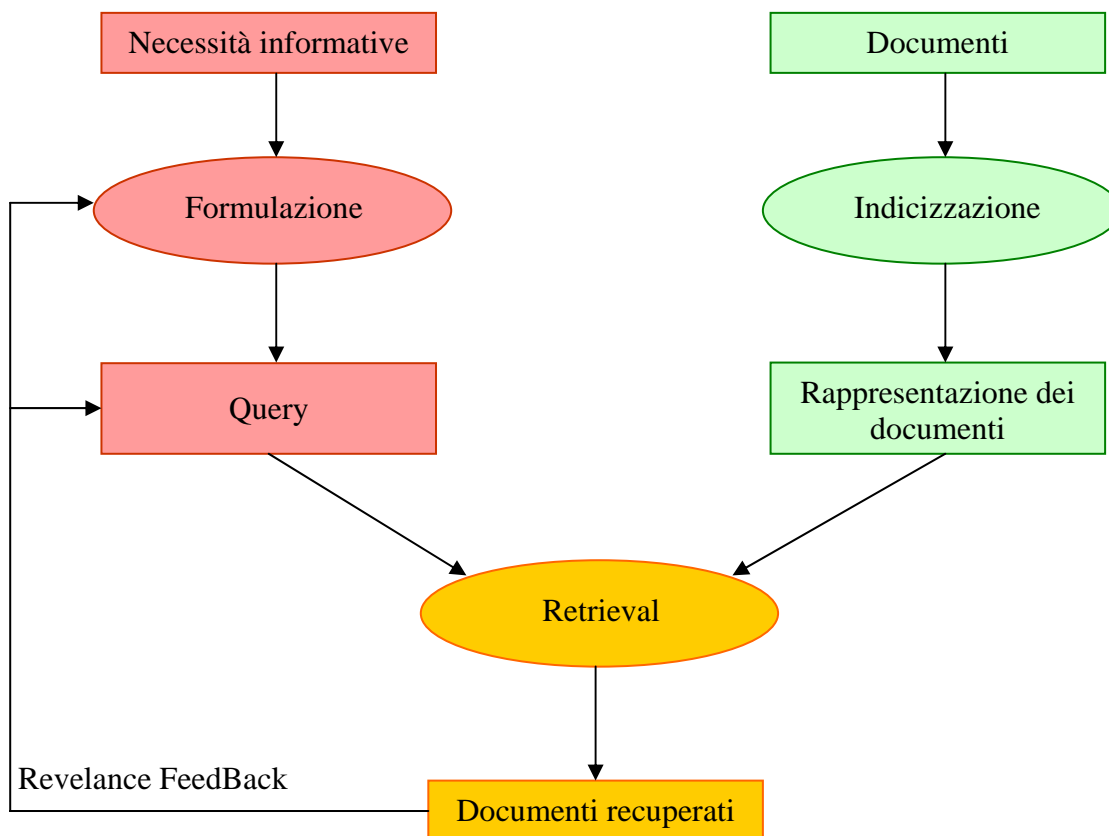 Necessità informative
Documenti
Formulazione
Indicizzazione
Query
Rappresentazione dei
documenti
Retrieval
Revelance FeedBack
Documenti recuperati